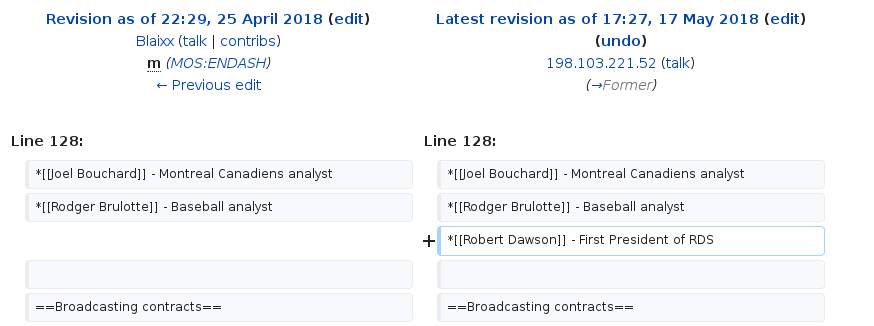 Revision as of 22:29, 25 April 2018 (edit)
Blaixx (talk | contribs)
m (MOS:ENDASH)
← Previous edit
Latest revision as of 17:27, 17 May 2018 (edit)
(undo)
198.103.221.52 (talk)
(→Former)
Line 128:
Line 128:
*[[Joel Bouchard]] - Montreal Canadiens analyst
*[[Joel Bouchard]] - Montreal Canadiens analyst
*[[Rodger Brulotte]] - Baseball analyst
*[[Rodger Brulotte]] - Baseball analyst
+ *[[Robert Dawson]] - First President of RDS
==Broadcasting contracts==
==Broadcasting contracts==